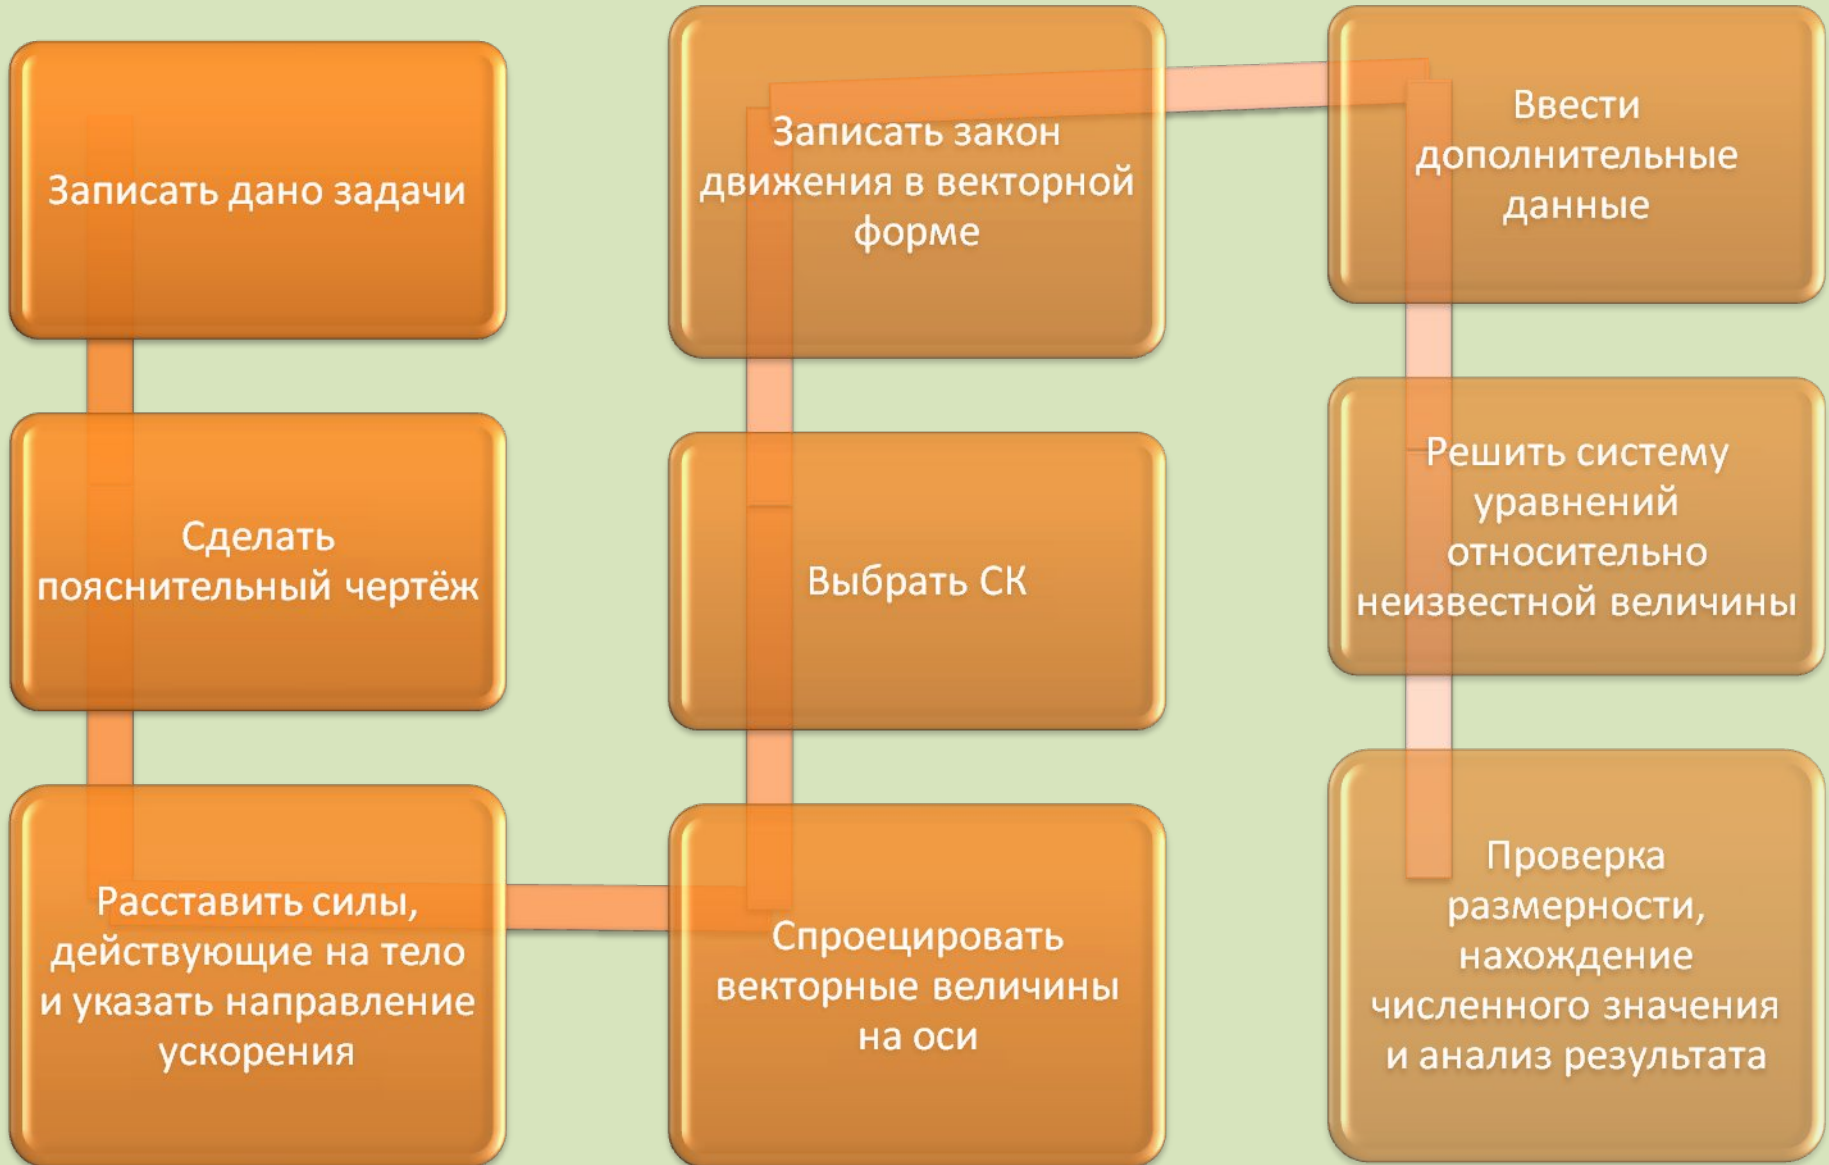 Записать дано задачи
Сделать
пояснительный чертёж
Расставить силы,
действующие на тело
и указать направление
ускорения
Записать закон
движения в векторной
форме
Выбрать СК
Спроецировать
векторные величины
на оси
Ввести
дополнительные
данные
Решить систему
уравнений
относительно
неизвестной величины
Проверка
размерности,
нахождение
численного значения
и анализ результата